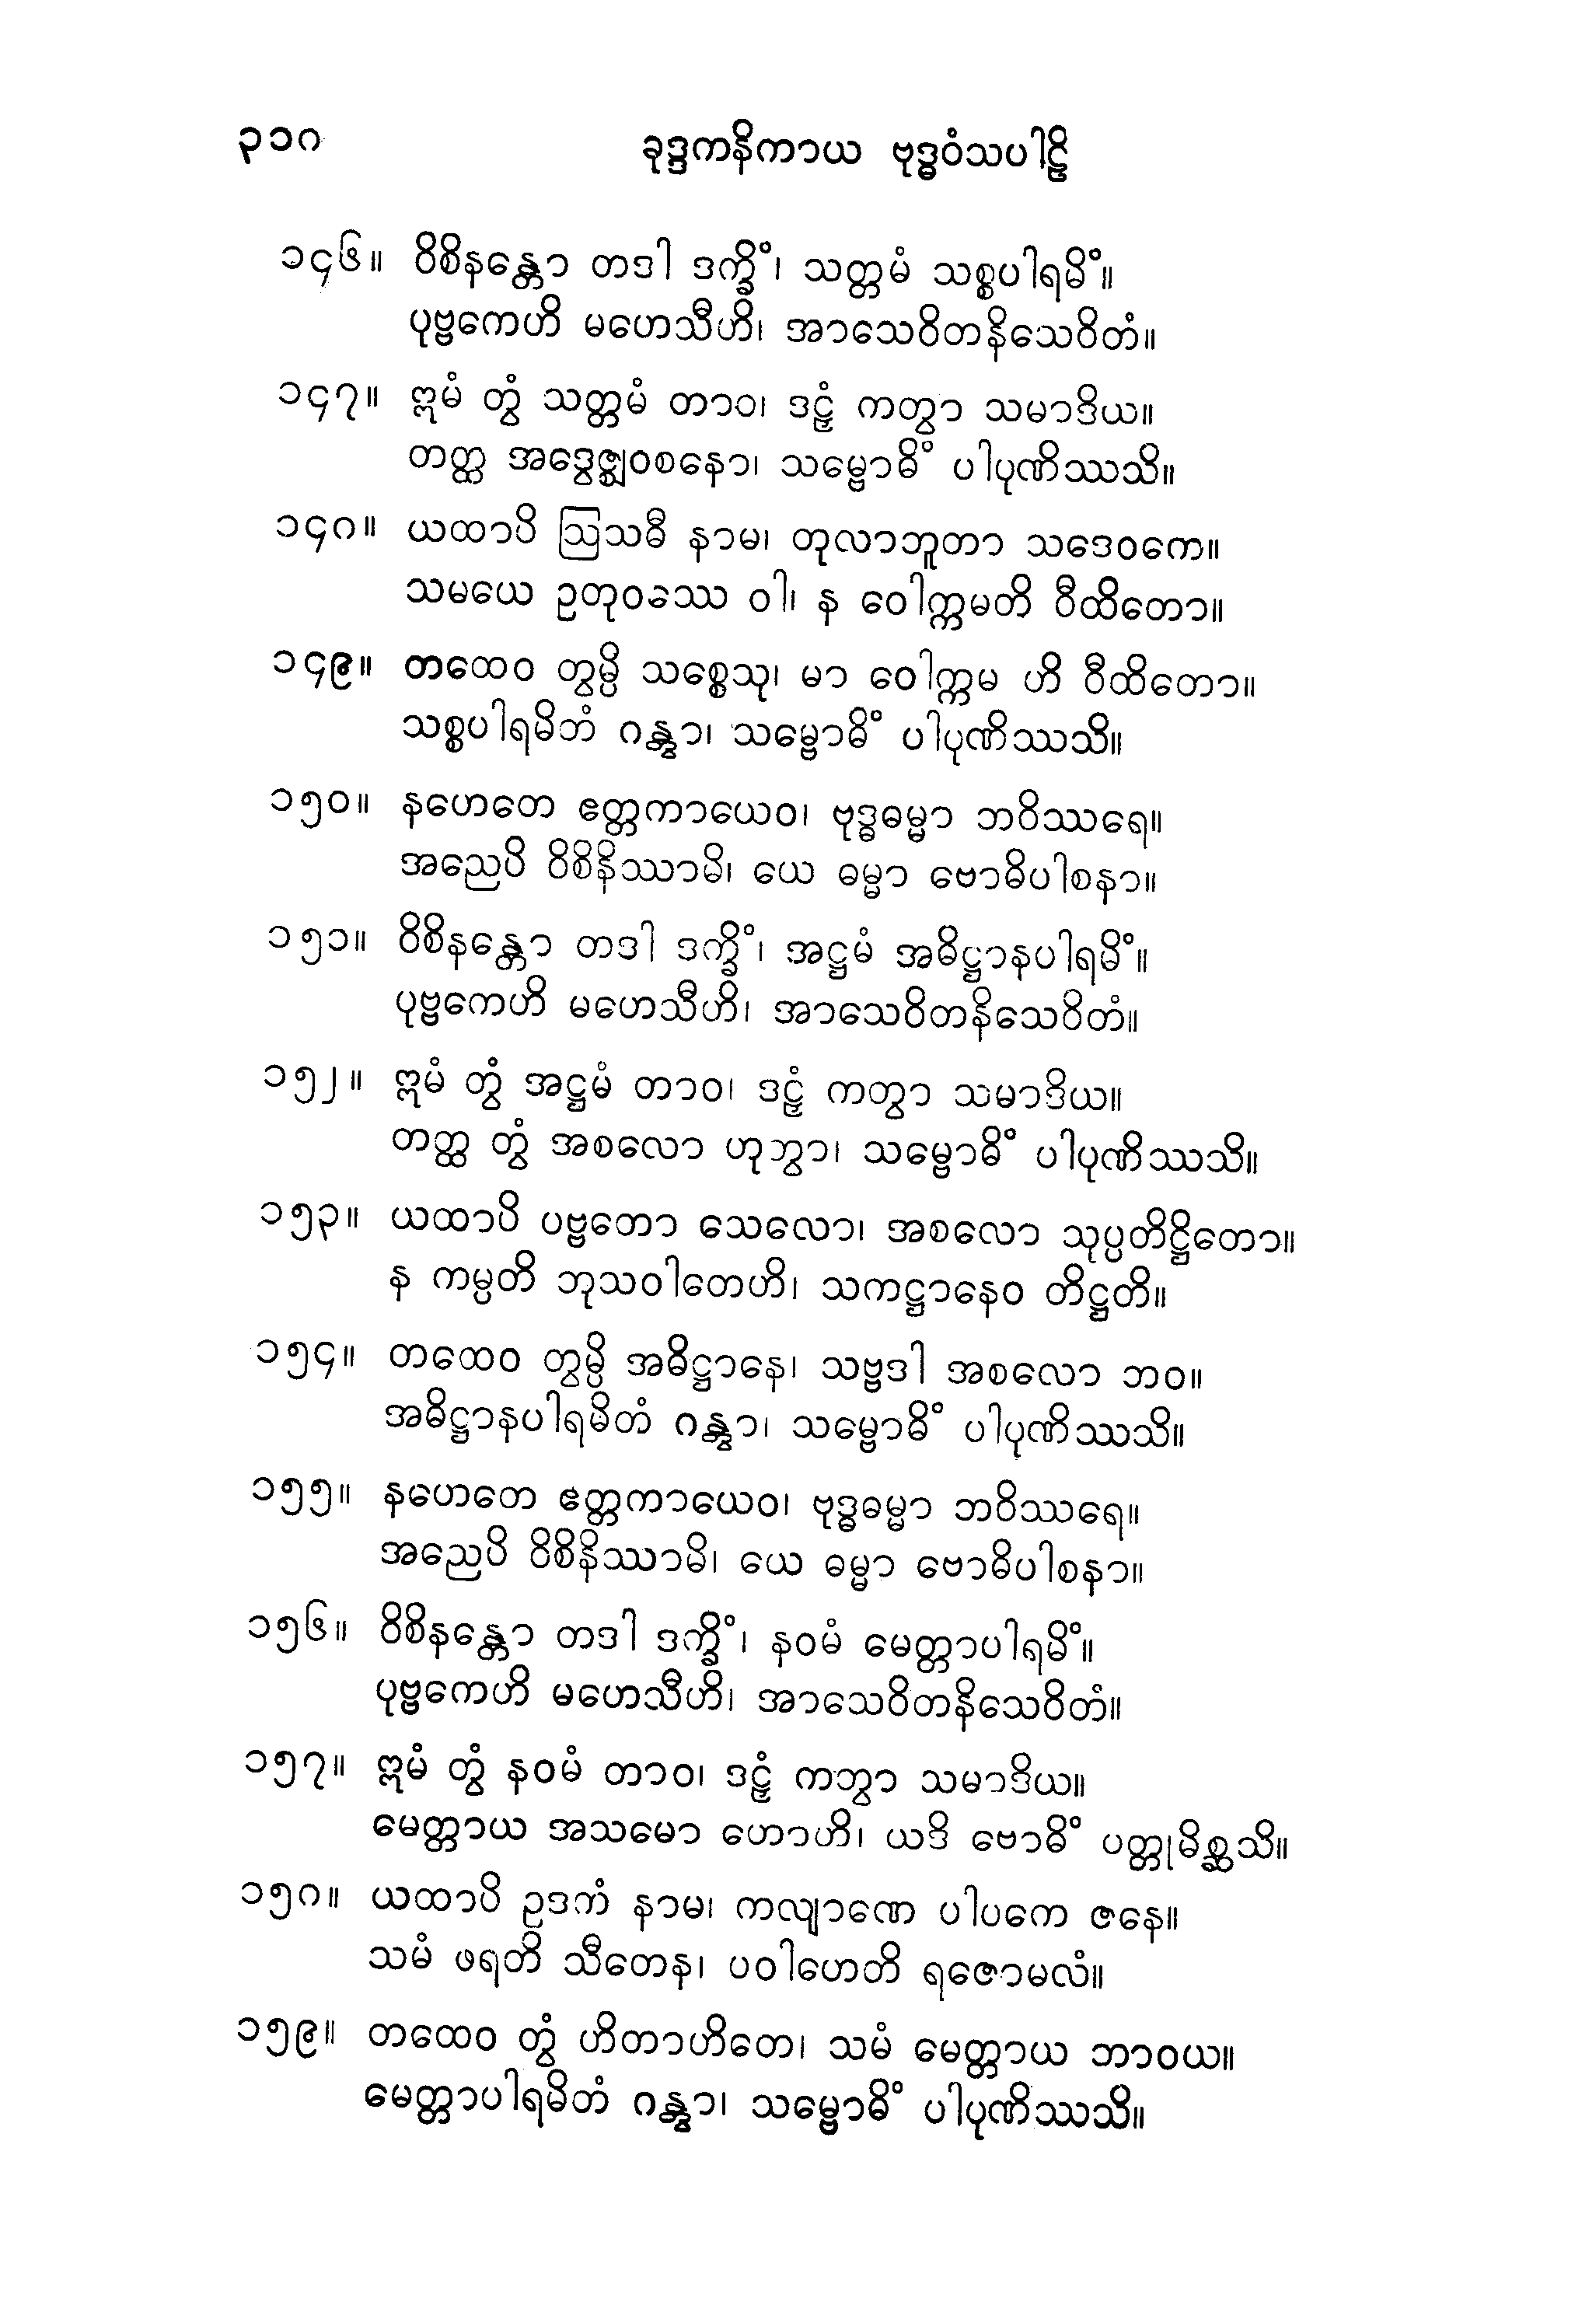 ၃၁၈ ခုဒ္ဒကနိကာယ ဗုဒ္ဓဝံသပါဠိ
၁၄၆။ ဝိစိနန္တော တဒါ ဒက္ခိံ၊ သတ္တမံ သစ္စပါရမိံ။
ပုဗ္ဗကေဟိ မဟေသီဟိ၊ အာသေဝိတနိသေဝိတံ။
၁၄၇။ ဣမံ တွံ သတ္တမံ တာဝ၊ ဒဠှံ ကတွာ သမာဒိယ။
တတ္ထ အဒွေဇ္ဈဝစနော၊ သမ္ဗောဓိံ ပါပုဏိဿသိ။
၁၄၈။ ယထာပိ ဩသဓီ နာမ၊ တုလာဘူတာ သဒေဝကေ။
သမယေ ဥတုဝဿေ ဝါ၊ န ဝေါက္ကမတိ ဝီထိတော။
၁၄၉။ တထေဝ တွမ္ပိ သစ္စေသု၊ မာ ဝေါက္ကမ ဟိ ဝီထိတော။
သစ္စပါရမိတံ ဂန္တွာ၊ သမ္ဗောဓိံ ပါပုဏိဿသိ။
၁၅၀။ နဟေတေ ဧတ္တကာယေဝ၊ ဗုဒ္ဓဓမ္မာ ဘဝိဿရေ။
အညေပိ ဝိစိနိဿာမိ၊ ယေ ဓမ္မာ ဗောဓိပါစနာ။
၁၅၁။ ဝိစိနန္တော တဒါ ဒက္ခိံ၊ အဋ္ဌမံ အဓိဋ္ဌာနပါရမိံ။
ပုဗ္ဗကေဟိ မဟေသီဟိ၊ အာသေဝိတနိသေဝိတံ။
၁၅၂။ ဣမံ တွံ အဋ္ဌမံ တာဝ၊ ဒဠှံ ကတွာ သမာဒိယ။
တတ္ထ တွံ အစလော ဟုတွာ၊ သမ္ဗောဓိံ ပါပုဏိဿသိ။
၁၅၃။ ယထာပိ ပဗ္ဗတော သေလော၊ အစလော သုပ္ပတိဋ္ဌိတော။
န ကမ္ပတိ ဘုသဝါတေဟိ၊ သကဋ္ဌာနေဝ တိဋ္ဌတိ။
၁၅၄။ တထေဝ တွမ္ပိ အဓိဋ္ဌာနေ၊ သဗ္ဗဒါ အစလော ဘဝ။
အဓိဋ္ဌာနပါရမိတံ ဂန္တွာ၊ သမ္ဗောဓိံ ပါပုဏိဿသိ။
၁၅၅။ နဟေတေ ဧတ္တကာယေဝ၊ ဗုဒ္ဓဓမ္မာ ဘဝိဿရေ။
အညေပိ ဝိစိနိဿာမိ၊ ယေ ဓမ္မာ ဗောဓိပါစနာ။
၁၅၆။ ဝိစိနန္တော တဒါ ဒက္ခိံ၊ နဝမံ မေတ္တာပါရမိံ။
ပုဗ္ဗကေဟိ မဟေသီဟိ၊ အာသေဝိတနိသေဝိတံ။
၁၅၇။ ဣမံ တွံ နဝမံ တာဝ၊ ဒဠှံ ကတွာ သမာဒိယ။
မေတ္တာယ အသမော ဟောဟိ၊ ယဒိ ဗောဓိံ ပတ္တုမိစ္ဆသိ။
၁၅၈။ ယထာပိ ဥဒကံ နာမ၊ ကလျာဏေ ပါပကေ ဇနေ။
သမံ ဖရတိ သီတေန၊ ပဝါဟေတိ ရဇောမလံ။
၁၅၉။ တထေဝ တွံ ဟိတာဟိတေ၊ သမံ မေတ္တာယ ဘာဝယ။
မေတ္တာပါရမိတံ ဂန္တွာ၊ သမ္ဗောဓိံ ပါပုဏိဿသိ။